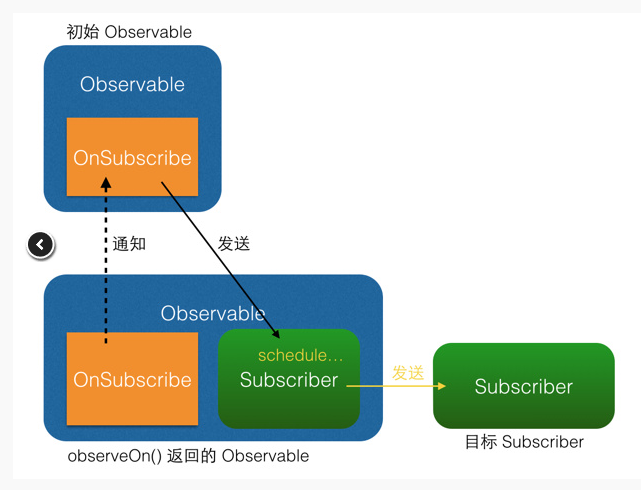 初始 Observable
Observable
OnSubscribe
通知
发送
Observable
OnSubscribe
schedule...
Subscriber
发送
Subscriber
目标 Subscriber
observeOn() 返回的 Observable